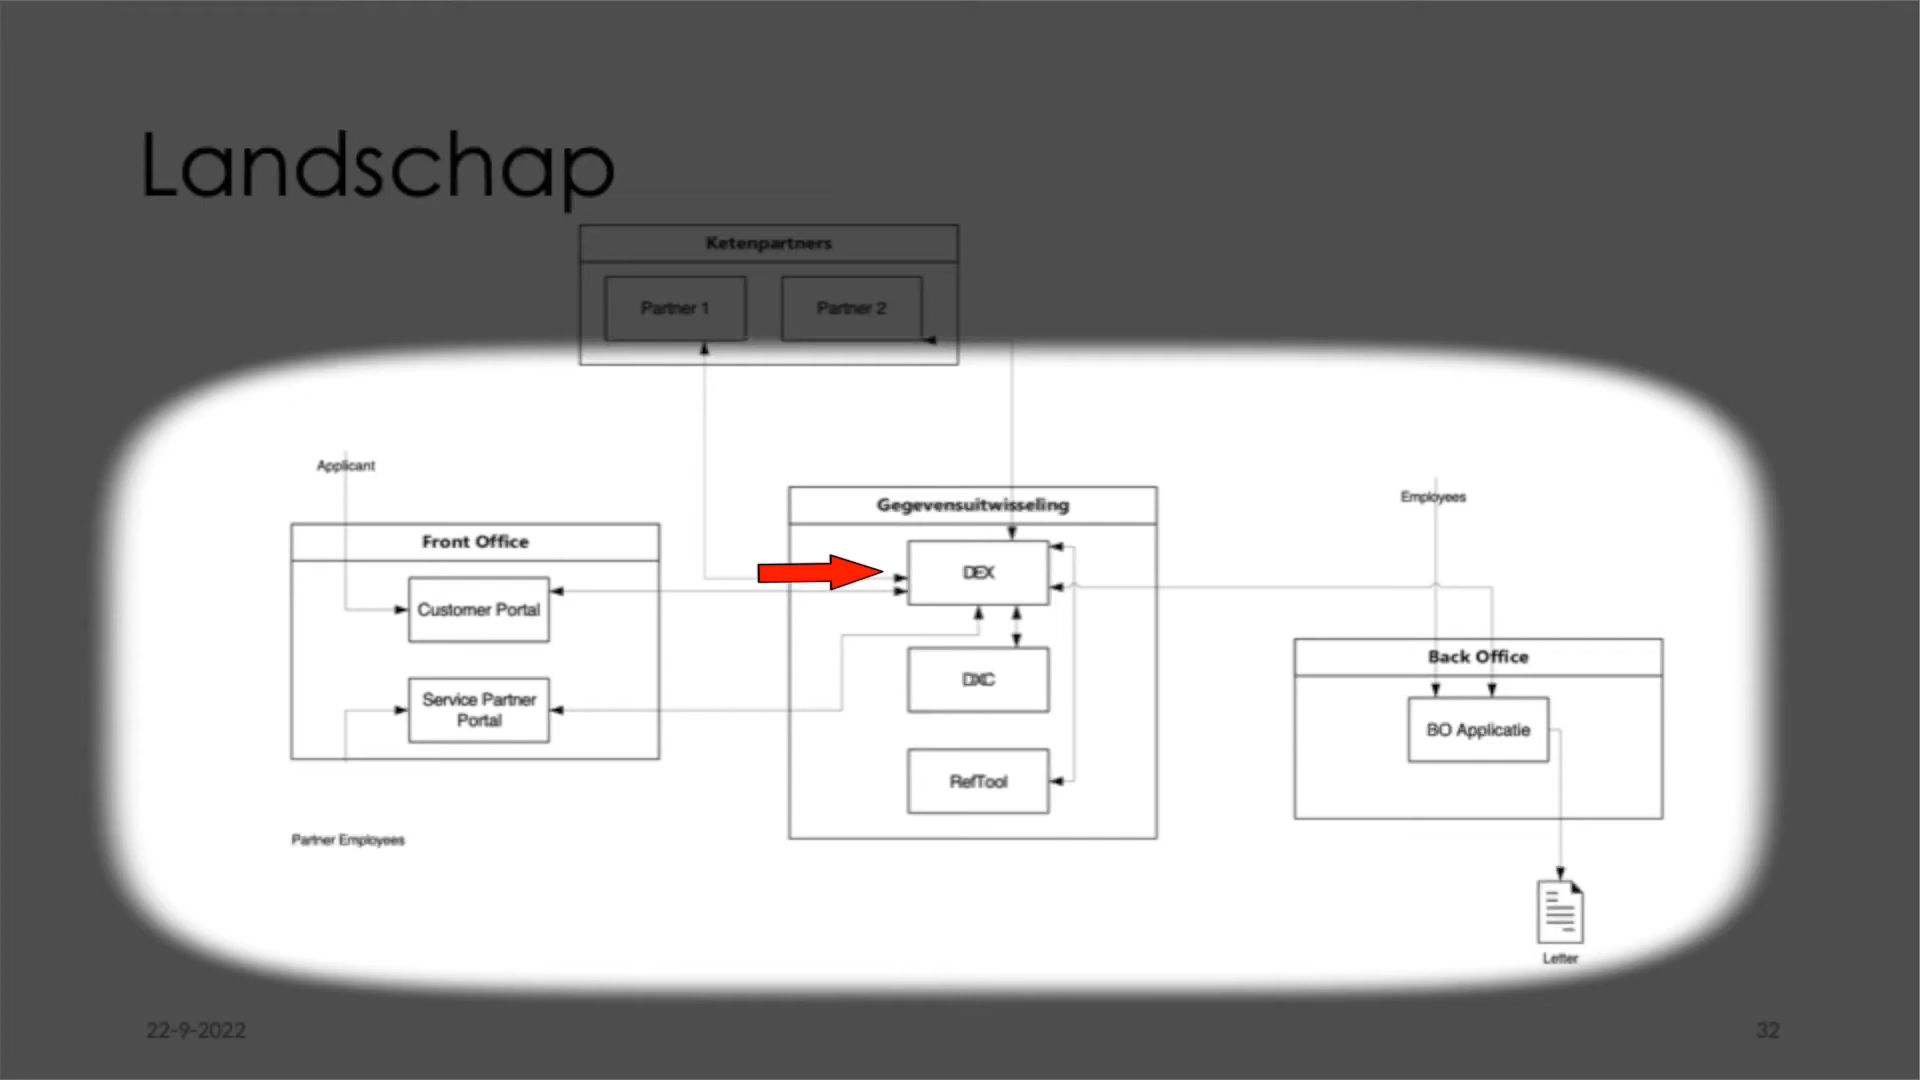 Landschap
Ketenpartners
Partner 1
Partner 2
Applicant
Front Office
Customer Portal
Service Partner
Portal
Partner Employees
Gegevensuitwisseling
DEX
DXC
RefTool
Employees
Back Office
BO Applicatie
Letter
22-9-2022
32